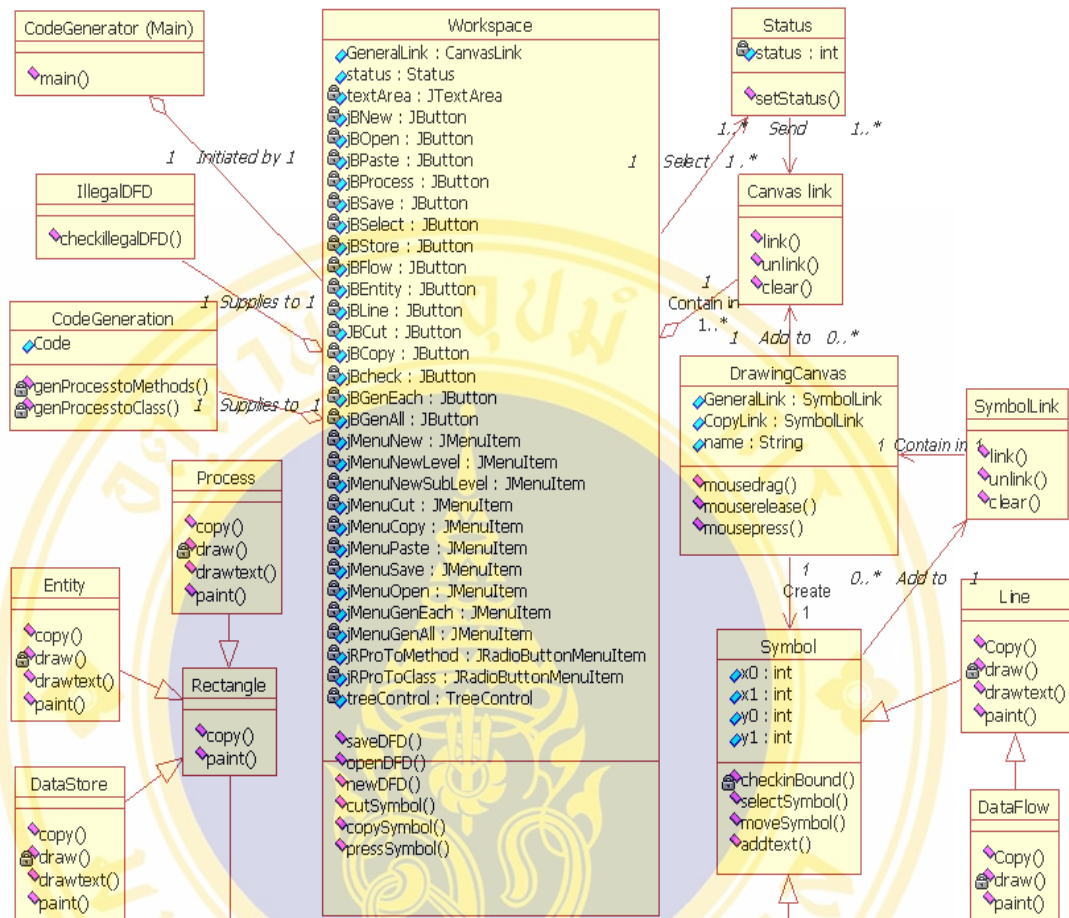 CodeGenerator (Main)
main()
1 Initiated by 1
IllegalDFD
checkillegalDFD()
1 Supplies to 1
CodeGeneration
Code
genProcesstoMethods()
genProcesstoClass()
1 Supplies to 1
Process
copy()
draw()
drawtext()
paint()
Entity
copy()
draw()
drawtext()
paint()
Rectangle
copy()
paint()
DataStore
copy()
draw()
drawtext()
paint()
Workspace
GeneralLink : CanvasLink
status : Status
textArea : JTextArea
jBNew : JButton
jBOpen : JButton
jBPaste : JButton
jBProcess : JButton
jBSave : JButton
jBSelect : JButton
jBStore : JButton
jBFlow : JButton
jBEntity : JButton
jBLine : JButton
JBCut : JButton
jBCopy : JButton
jBcheck : JButton
jBGenEach : JButton
jBGenAll : JButton
jMenuNew : JMenuItem
jMenuNewLevel : JMenuItem
jMenuNewSubLevel : JMenuItem
jMenuCut : JMenuItem
jMenuCopy : JMenuItem
jMenuPaste : JMenuItem
jMenuSave : JMenuItem
jMenuOpen : JMenuItem
jMenuGenEach : JMenuItem
jMenuGenAll : JMenuItem
jRProToMethod : JRadioButtonMenuItem
jRProToClass : JRadioButtonMenuItem
treeControl : TreeControl
saveDFD()
openDFD()
newDFD()
cutSymbol()
copySymbol()
pressSymbol()
Status
status : int
setStatus()
1..* Send 1..*
1 Select 1..*
Canvas link
link()
unlink()
clear()
1
Contain in
1..*
1 Add to 0..*
DrawingCanvas
GeneralLink : SymbolLink
CopyLink : SymbolLink
name : String
mousedrag()
mouserelease()
mousepress()
1 Contain in 1
SymbolLink
link()
unlink()
clear()
1
Create
1
0..* Add to 1
Symbol
x0 : int
x1 : int
y0 : int
y1 : int
checkinBound()
selectSymbol()
moveSymbol()
addtext()
Line
Copy()
draw()
drawtext()
paint()
DataFlow
Copy()
draw()
paint()